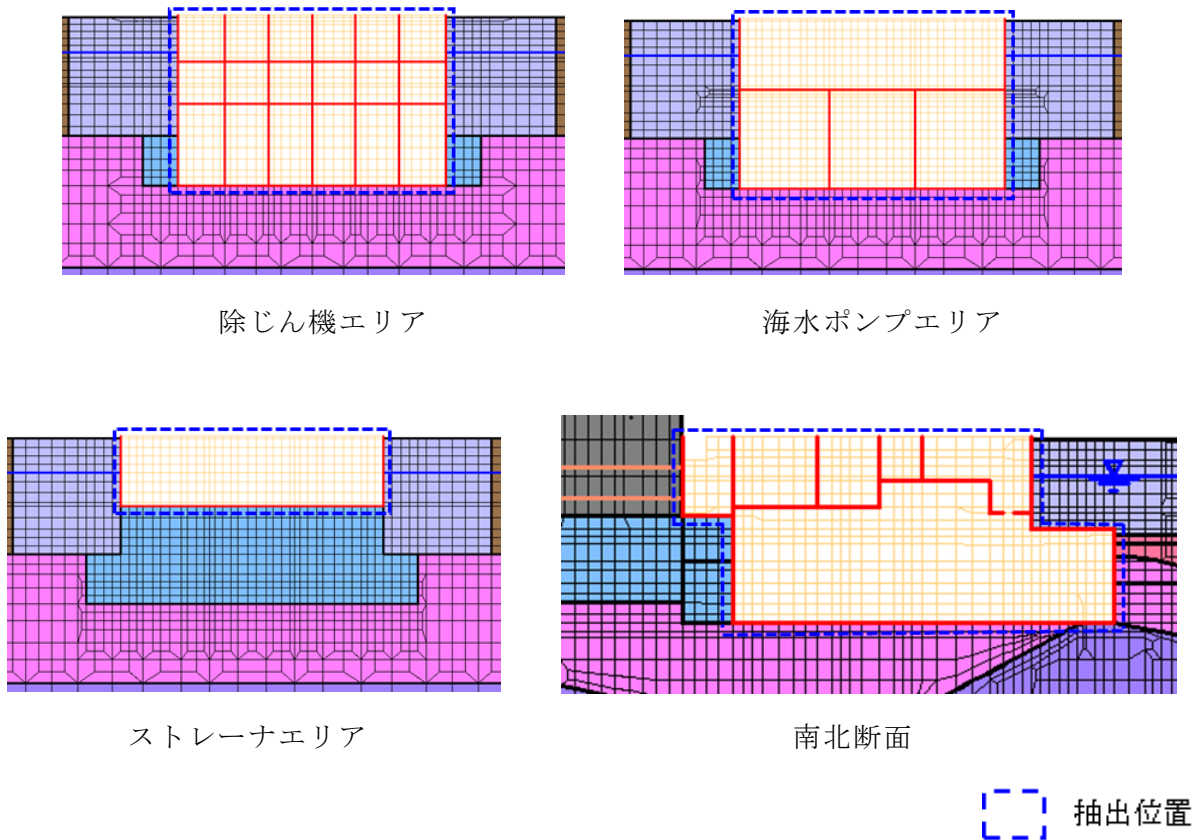 除じん機エリア
海水ポンプエリア
ストレーナエリア
南北断面
抽出位置